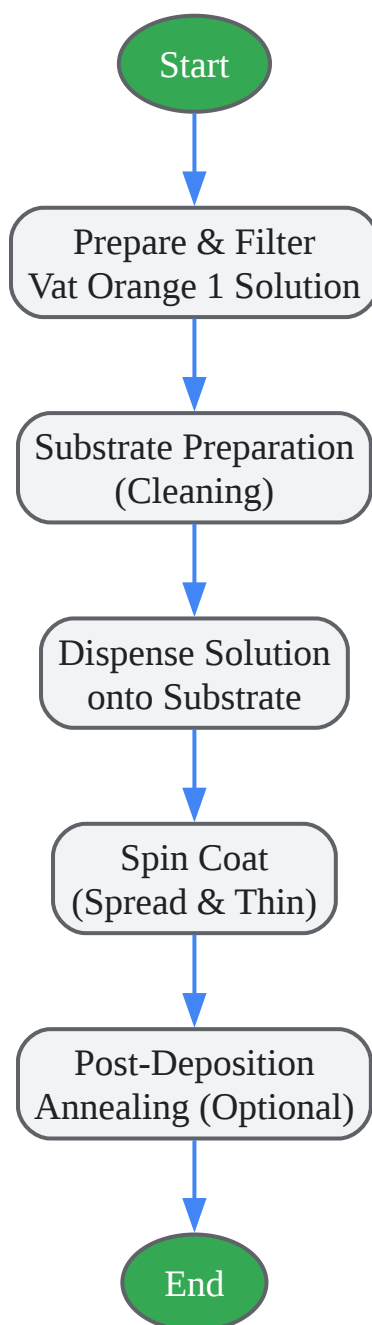 Start
Prepare & Filter
Vat Orange 1 Solution
Substrate Preparation
(Cleaning)
Dispense Solution
onto Substrate
Spin Coat
(Spread & Thin)
Post-Deposition
Annealing (Optional)
End